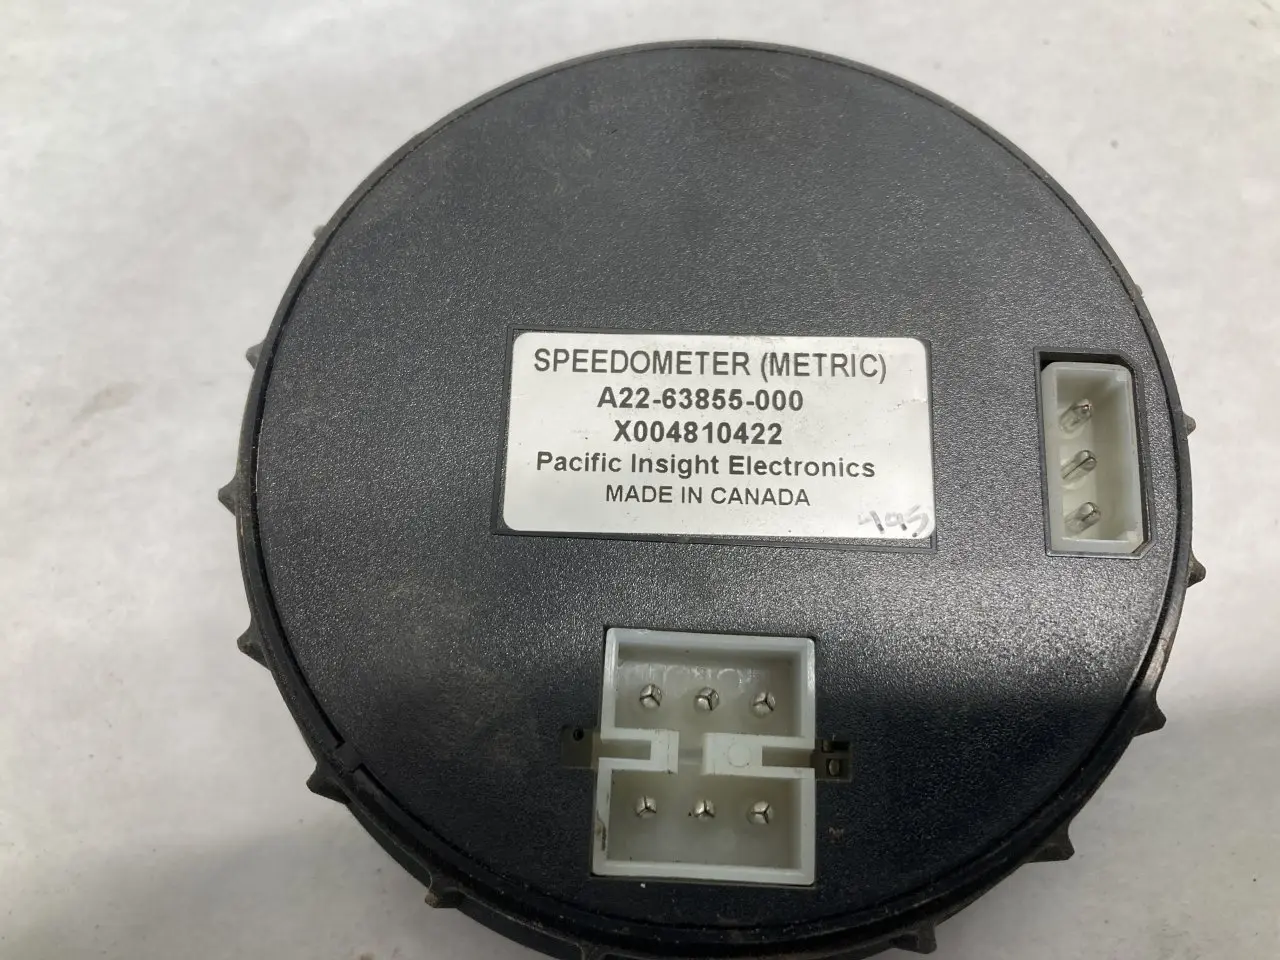 SPEEDOMETER (METRIC)
A22-63855-000
X004810422
Pacific Insight Electronics
MADE IN CANADA